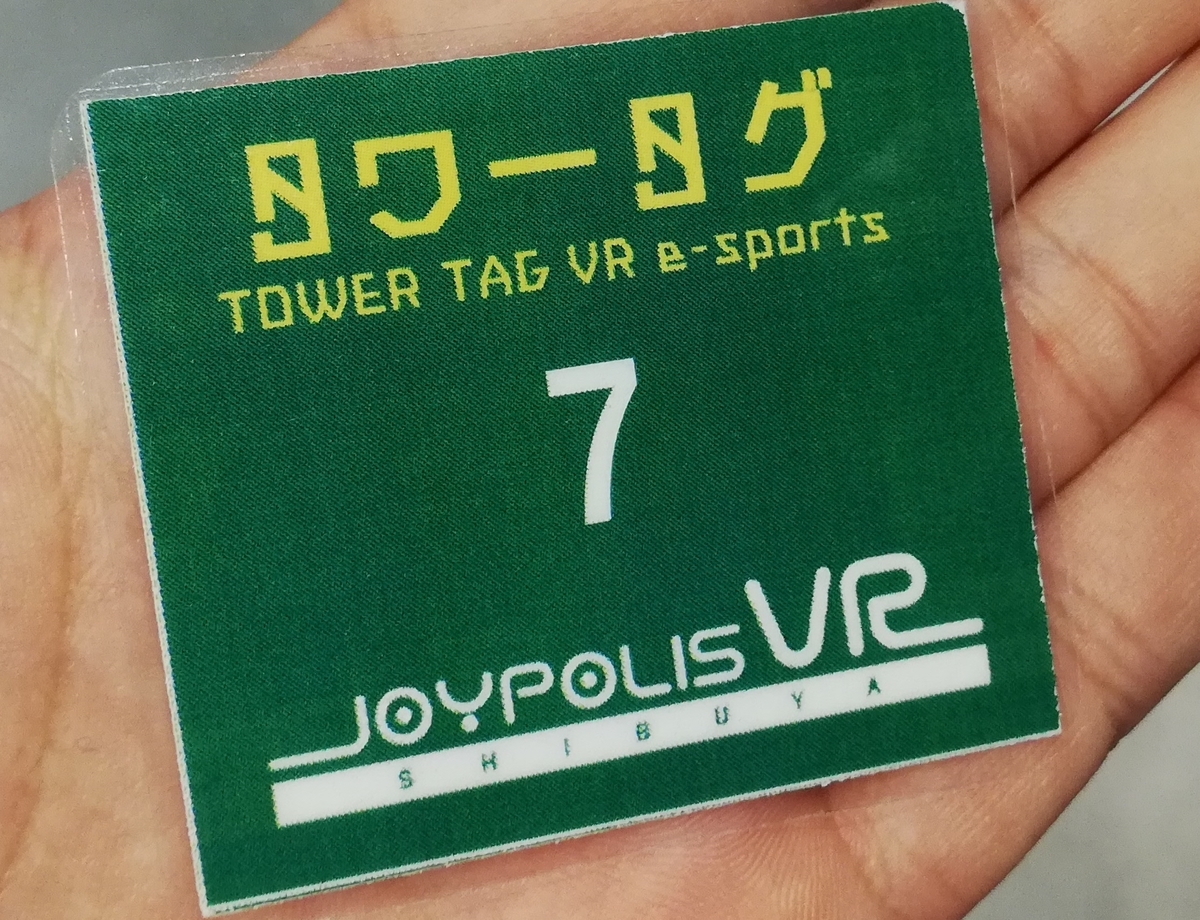 タワータグ
TOWER TAG VR e-sports
7
JOYPOLIS VR
SHIBUYA